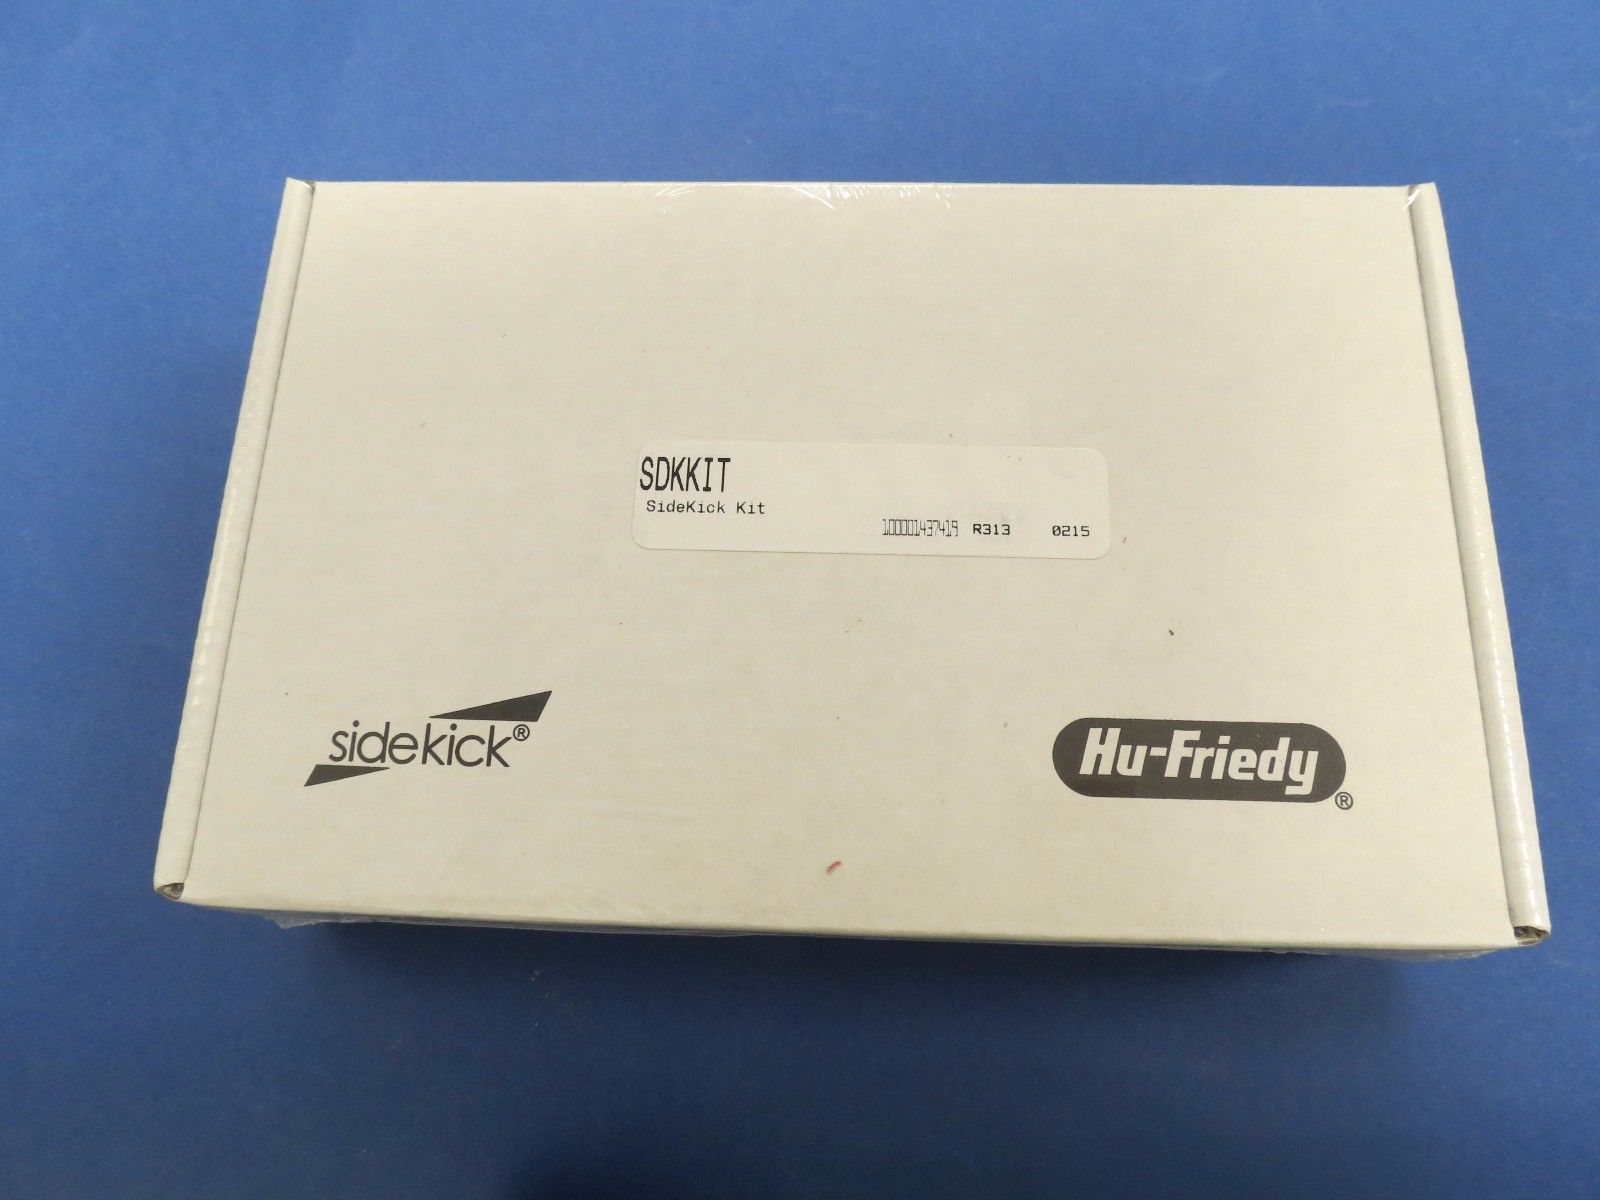 SDKKIT
SideKick Kit
100001437419 R313 0215
sidekick®
Hu-Friedy®